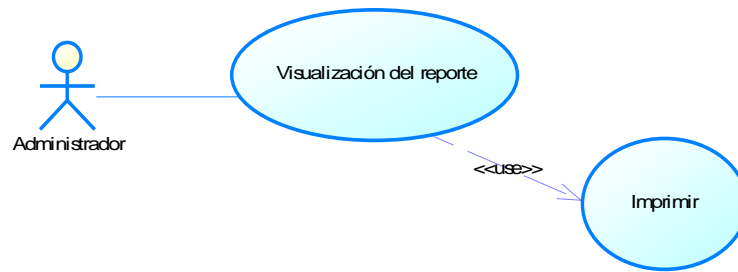 Visualización del reporte
Administrador
<<use>>
Imprimir